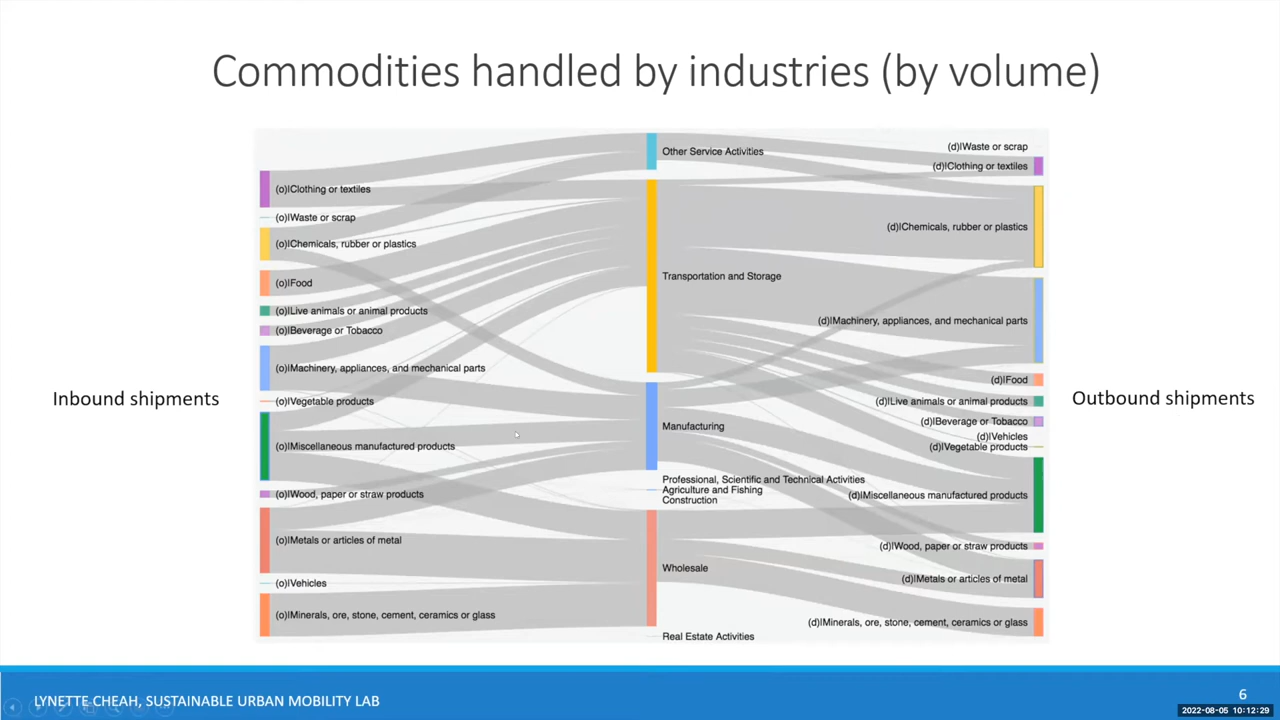 Commodities handled by industries (by volume)
Inbound shipments
(o)|Clothing or textiles
(o)|Waste or scrap
(o)|Chemicals, rubber or plastics
(o)|Food
(o)|Live animals or animal products
(o)|Beverage or Tobacco
(o)|Machinery, appliances, and mechanical parts
(o)|Vegetable products
(o)|Miscellaneous manufactured products
(o)|Wood, paper or straw products
(o)|Metals or articles of metal
(o)|Vehicles
(o)|Minerals, ore, stone, cement, ceramics or glass
Other Service Activities
Transportation and Storage
Manufacturing
Professional, Scientific and Technical Activities
Agriculture and Fishing
Construction
Wholesale
Real Estate Activities
(d)|Waste or scrap
(d)|Clothing or textiles
(d)|Chemicals, rubber or plastics
(d)|Machinery, appliances, and mechanical parts
(d)|Food
(d)|Live animals or animal products
(d)|Beverage or Tobacco
(d)|Vehicles
(d)|Vegetable products
(d)|Miscellaneous manufactured products
(d)|Wood, paper or straw products
(d)|Metals or articles of metal
(d)|Minerals, ore, stone, cement, ceramics or glass
Outbound shipments
LYNETTE CHEAH, SUSTAINABLE URBAN MOBILITY LAB
6
2022-08-05 10:12:29